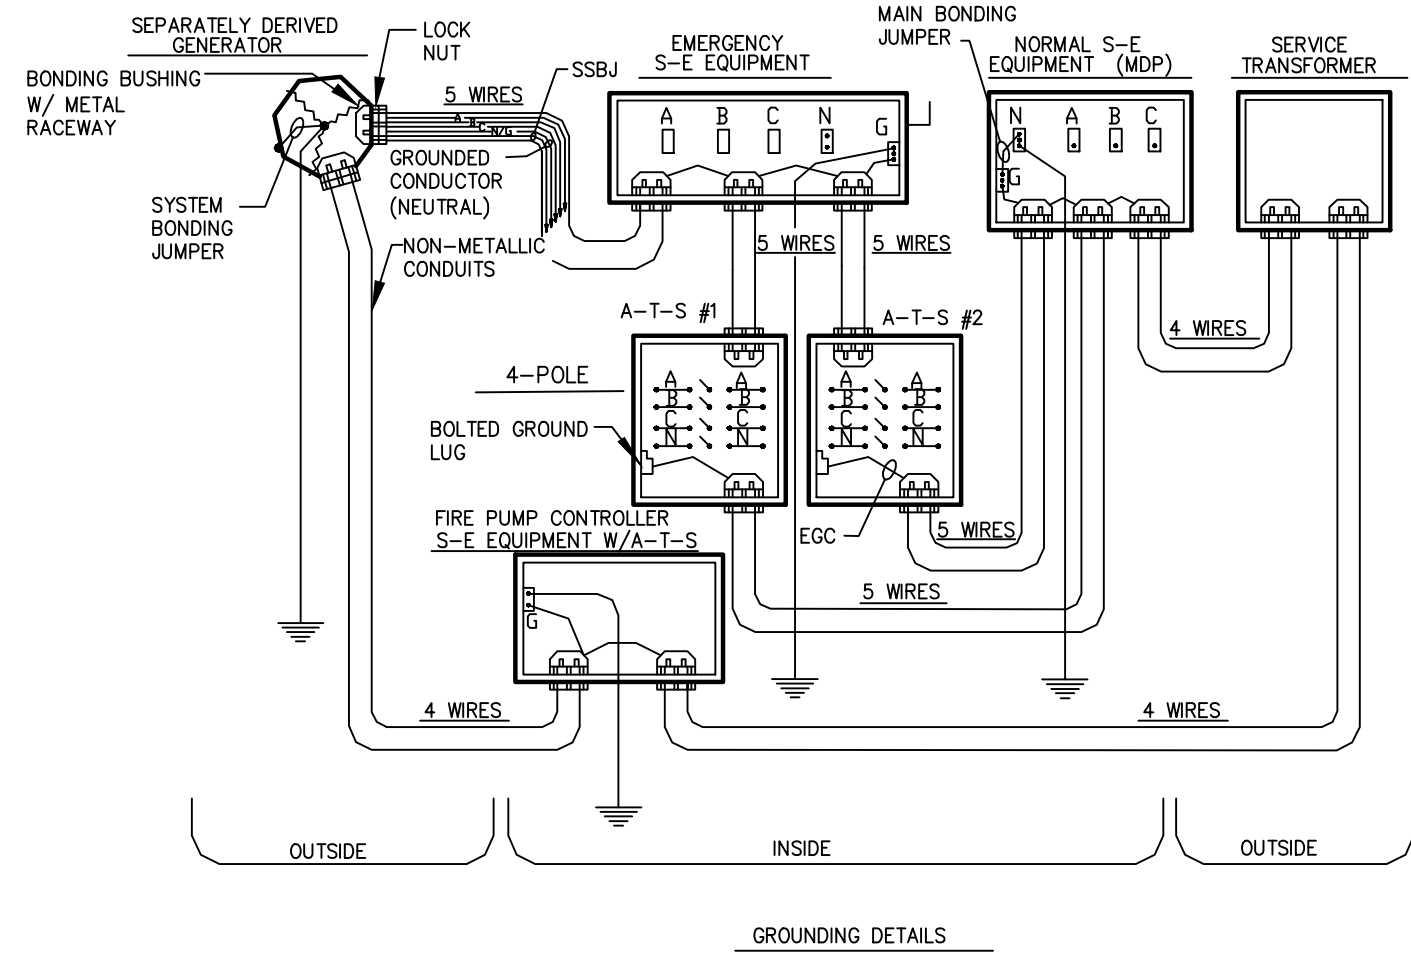 SEPARATELY DERIVED
GENERATOR
LOCK
NUT
BONDING BUSHING
W/ METAL
RACEWAY
5 WIRES
A
B
C
N/G
SSBJ
GROUNDED
CONDUCTOR
(NEUTRAL)
SYSTEM
BONDING
JUMPER
NON-METALLIC
CONDUITS
EMERGENCY
S-E EQUIPMENT
A B C N
G
MAIN BONDING
JUMPER
NORMAL S-E
EQUIPMENT (MDP)
N A B C
G
SERVICE
TRANSFORMER
5 WIRES
5 WIRES
4 WIRES
A-T-S #1
A-T-S #2
4-POLE
A A
B B
C C
N N
A A
B B
C C
N N
BOLTED GROUND
LUG
EGC
5 WIRES
5 WIRES
FIRE PUMP CONTROLLER
S-E EQUIPMENT W/A-T-S
G
4 WIRES
4 WIRES
OUTSIDE
INSIDE
OUTSIDE
GROUNDING DETAILS